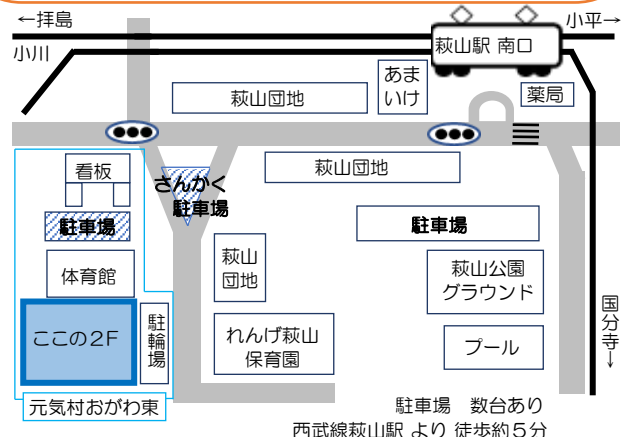 ←拝島
小平→
小川
萩山駅 南口
あま
いけ
薬局
萩山団地
萩山団地
看板
さんかく
駐車場
駐車場
駐車場
体育館
萩山
団地
萩山公園
グラウンド
ここの2F
駐輪場
れんげ萩山
保育園
プール
国分寺→
元気村おがわ東
駐車場 数台あり
西武線萩山駅 より 徒歩約5分